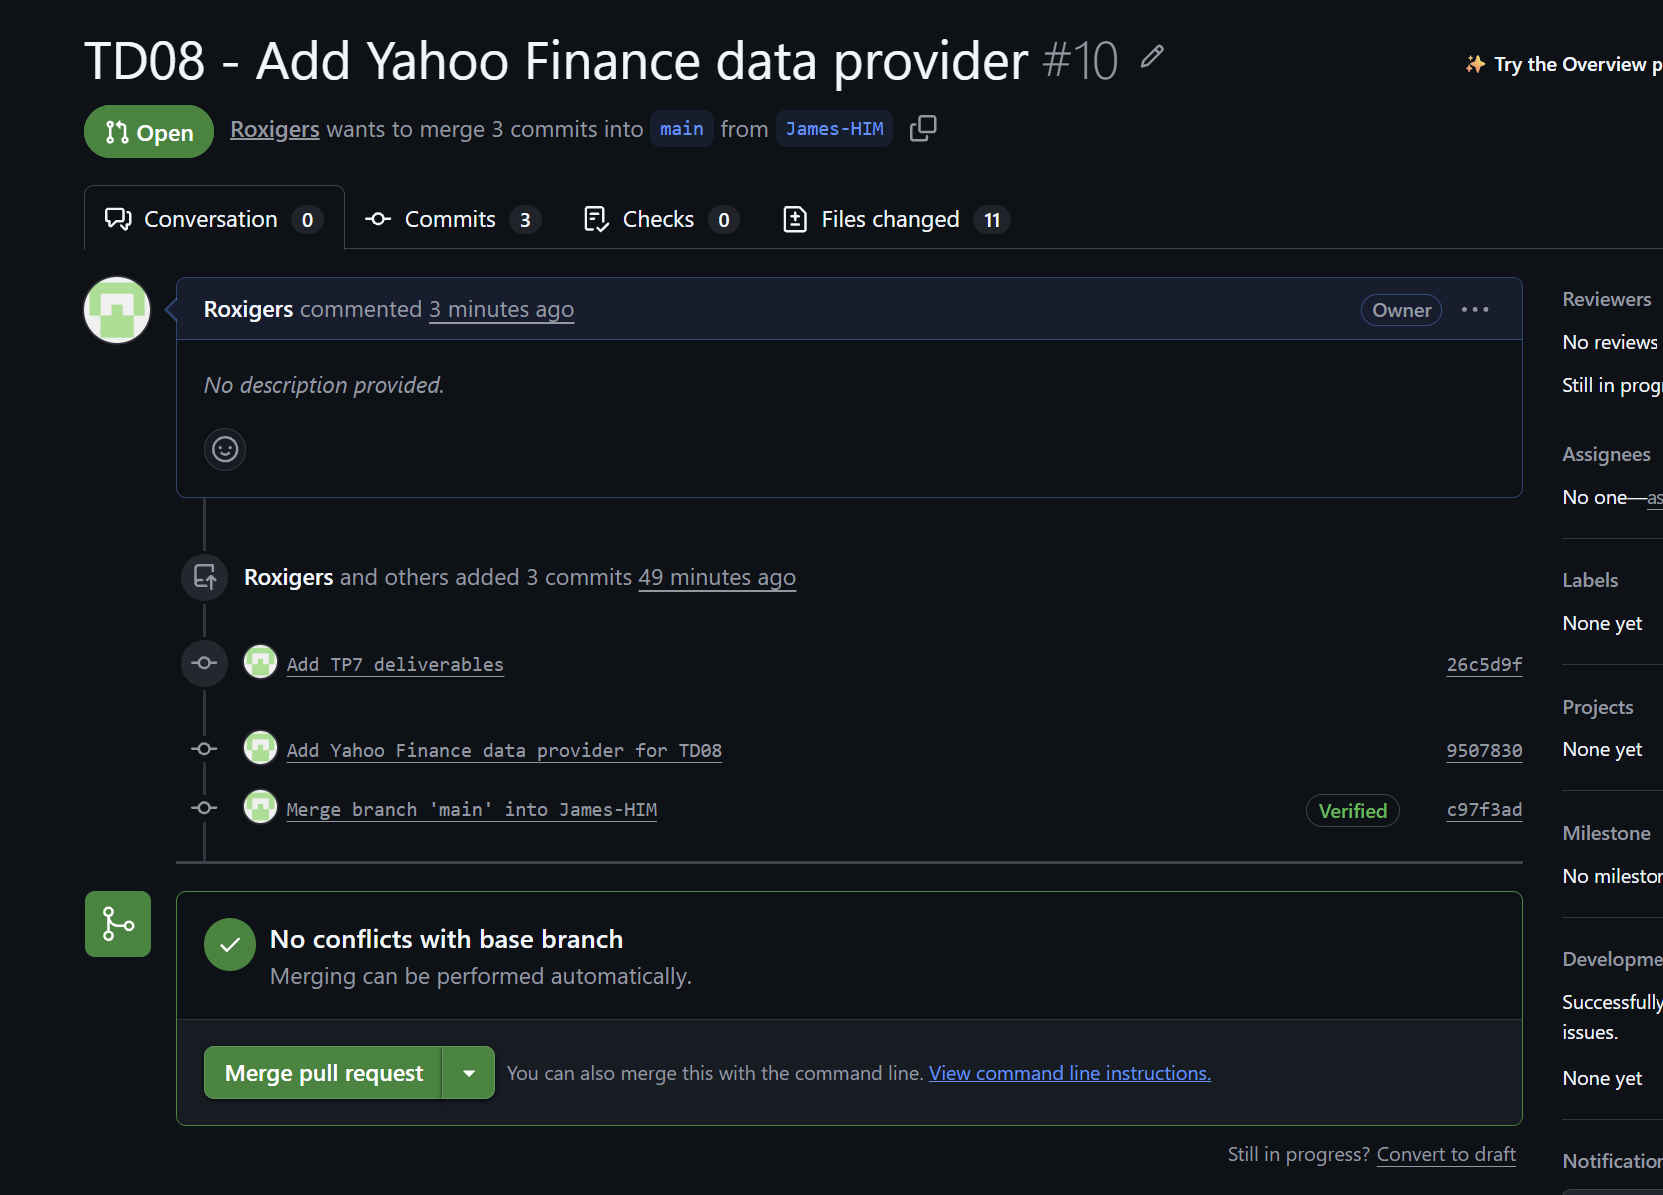 TD08 - Add Yahoo Finance data provider #10
✨ Try the Overview p
Open
Roxigers wants to merge 3 commits into main from James-HIM
Conversation 0
Commits 3
Checks 0
Files changed 11
Roxigers commented 3 minutes ago
Owner
No description provided.
Roxigers and others added 3 commits 49 minutes ago
Add TP7 deliverables
26c5d9f
Add Yahoo Finance data provider for TD08
9507830
Merge branch 'main' into James-HIM
Verified
c97f3ad
No conflicts with base branch
Merging can be performed automatically.
Merge pull request
You can also merge this with the command line. View command line instructions.
Still in progress? Convert to draft
Reviewers
No reviews
Still in prog
Assignees
No one—as
Labels
None yet
Projects
None yet
Milestone
No mileston
Developme
Successfully
issues.
None yet
Notification